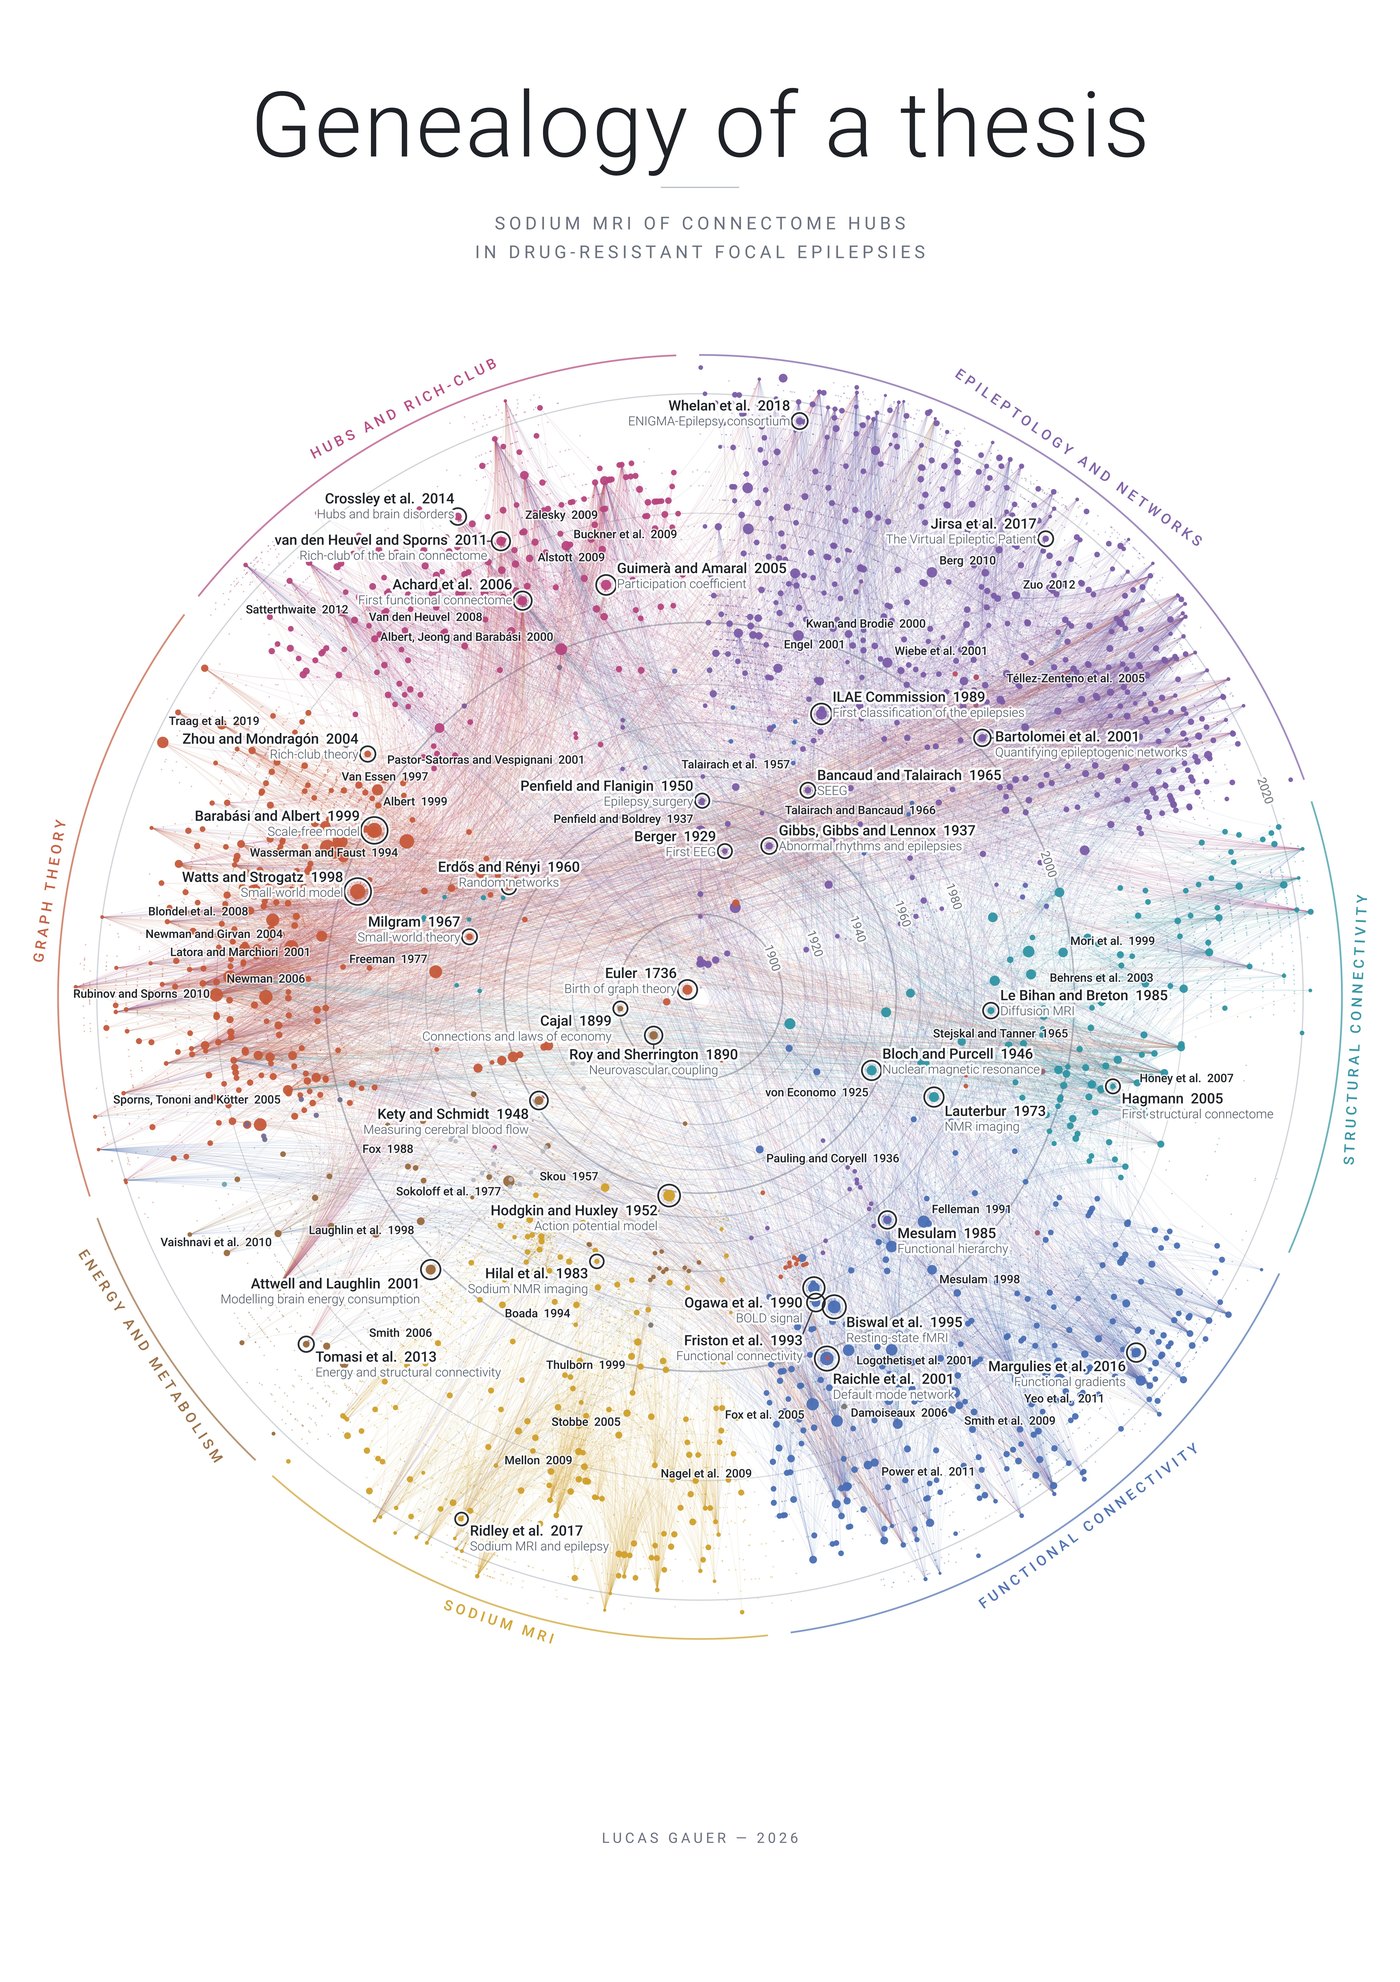 Genealogy of a thesis
SODIUM MRI OF CONNECTOME HUBS
IN DRUG-RESISTANT FOCAL EPILEPSIES
HUBS AND RICH-CLUB
EPILEPTOLOGY AND NETWORKS
Whelan et al. 2018
ENIGMA-Epilepsy consortium
Crossley et al. 2014
Hubs and brain disorders
Zalesky 2009
Jirsa et al. 2017
The Virtual Epileptic Patient
van den Heuvel and Sporns 2011
Rich-club of the brain connectome
Buckner et al. 2009
Alstott 2009
Berg 2010
Guimerà and Amaral 2005
Participation coefficient
Achard et al. 2006
First functional connectome
Zuo 2012
Satterthwaite 2012
Van den Heuvel 2008
Kwan and Brodie 2000
Albert, Jeong and Barabási 2000
Engel 2001
Wiebe et al. 2001
Téllez-Zenteno et al. 2005
ILAE Commission 1989
First classification of the epilepsies
Traag et al. 2019
Zhou and Mondragón 2004
Rich-club theory
Bartolomei et al. 2001
Quantifying epileptogenic networks
Pastor-Satorras and Vespignani 2001
Talairach et al. 1957
Van Essen 1997
Bancaud and Talairach 1965
SEEG
Penfield and Flanigin 1950
Epilepsy surgery
2020
Albert 1999
Talairach and Bancaud 1966
Barabási and Albert 1999
Scale-free model
Penfield and Boldrey 1937
Gibbs, Gibbs and Lennox 1937
Abnormal rhythms and epilepsies
Berger 1929
First EEG
Wasserman and Faust 1994
Erdős and Rényi 1960
Random networks
2000
Watts and Strogatz 1998
Small-world model
1980
GRAPH THEORY
Blondel et al. 2008
Milgram 1967
Small-world theory
1960
1940
1920
1900
Newman and Girvan 2004
Mori et al. 1999
Latora and Marchiori 2001
Freeman 1977
Newman 2006
Euler 1736
Birth of graph theory
Behrens et al. 2003
Rubinov and Sporns 2010
Le Bihan and Breton 1985
Diffusion MRI
STRUCTURAL CONNECTIVITY
Cajal 1899
Connections and laws of economy
Stejskal and Tanner 1965
Roy and Sherrington 1890
Neurovascular coupling
Bloch and Purcell 1946
Nuclear magnetic resonance
Honey et al. 2007
von Economo 1925
Hagmann 2005
First structural connectome
Sporns, Tononi and Kötter 2005
Kety and Schmidt 1948
Measuring cerebral blood flow
Lauterbur 1973
NMR imaging
Fox 1988
Pauling and Coryell 1936
Skou 1957
Sokoloff et al. 1977
Hodgkin and Huxley 1952
Action potential model
Felleman 1991
Laughlin et al. 1998
Mesulam 1985
Functional hierarchy
Vaishnavi et al. 2010
Hilal et al. 1983
Sodium NMR imaging
Attwell and Laughlin 2001
Modelling brain energy consumption
Mesulam 1998
Ogawa et al. 1990
BOLD signal
Boada 1994
Biswal et al. 1995
Resting-state fMRI
Smith 2006
Friston et al. 1993
Functional connectivity
Tomasi et al. 2013
Energy and structural connectivity
Logothetis et al. 2001
Thulborn 1999
Margulies et al. 2016
Functional gradients
Raichle et al. 2001
Default mode network
Yeo et al. 2011
ENERGY AND METABOLISM
Fox et al. 2005
Damoiseaux 2006
Stobbe 2005
Smith et al. 2009
Mellon 2009
Nagel et al. 2009
Power et al. 2011
Ridley et al. 2017
Sodium MRI and epilepsy
FUNCTIONAL CONNECTIVITY
SODIUM MRI
LUCAS GAUER — 2026